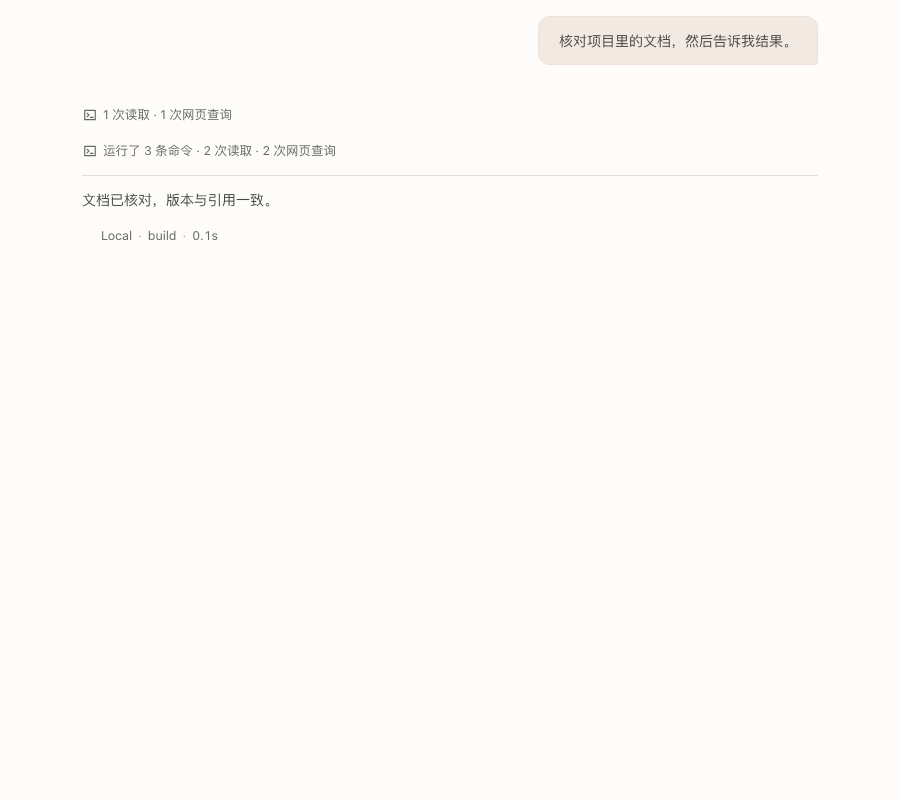 核对项目里的文档，然后告诉我结果。
1 次读取 · 1 次网页查询
运行了 3 条命令 · 2 次读取 · 2 次网页查询
文档已核对，版本与引用一致。
Local · build · 0.1s